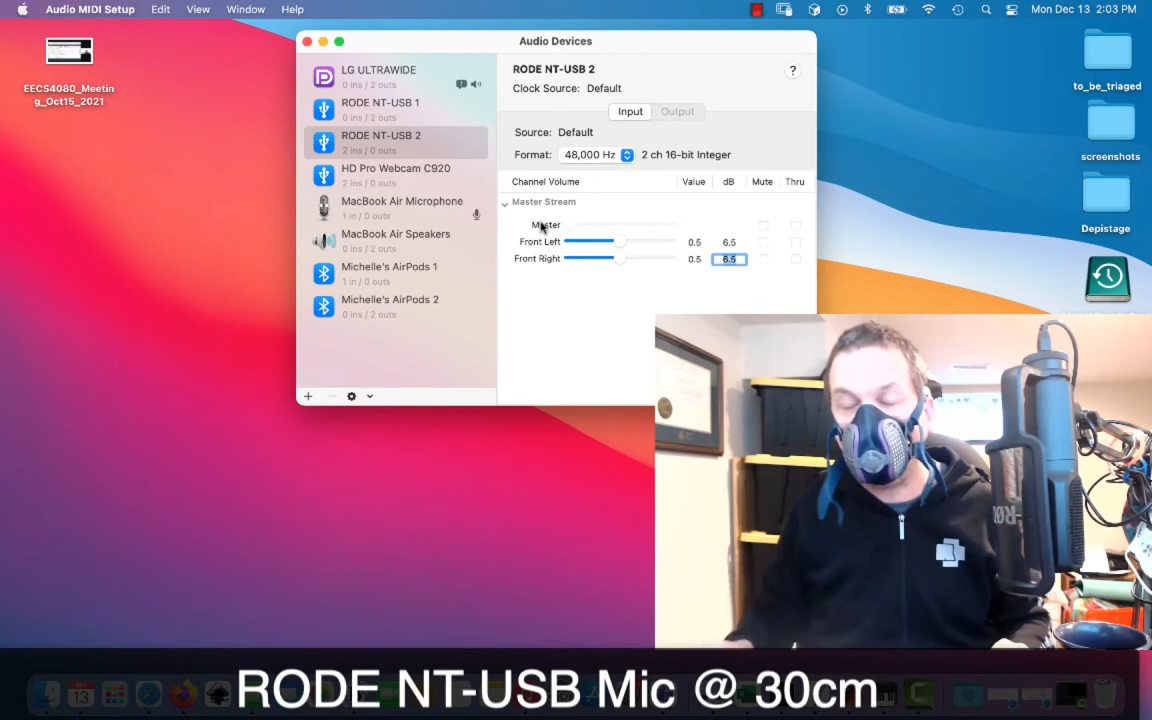 Audio MIDI Setup Edit View Window Help Mon Dec 13 2:03 PM
EECS4080_Meetin
g_Oct15_2021
Audio Devices
LG ULTRAWIDE
0 ins / 2 outs
RODE NT-USB 1
0 ins / 2 outs
RODE NT-USB 2
2 ins / 0 outs
HD Pro Webcam C920
2 ins / 0 outs
MacBook Air Microphone
1 in / 0 outs
MacBook Air Speakers
0 ins / 2 outs
Michelle's AirPods 1
1 in / 0 outs
Michelle's AirPods 2
0 ins / 2 outs
RODE NT-USB 2
?
Clock Source: Default
Input Output
Source: Default
Format: 48,000 Hz 2 ch 16-bit Integer
Channel Volume Value dB Mute Thru
Master Stream
Master
Front Left 0.5 6.5
Front Right 0.5 6.5
to_be_triaged
screenshots
Depistage
RODE NT-USB Mic @ 30cm